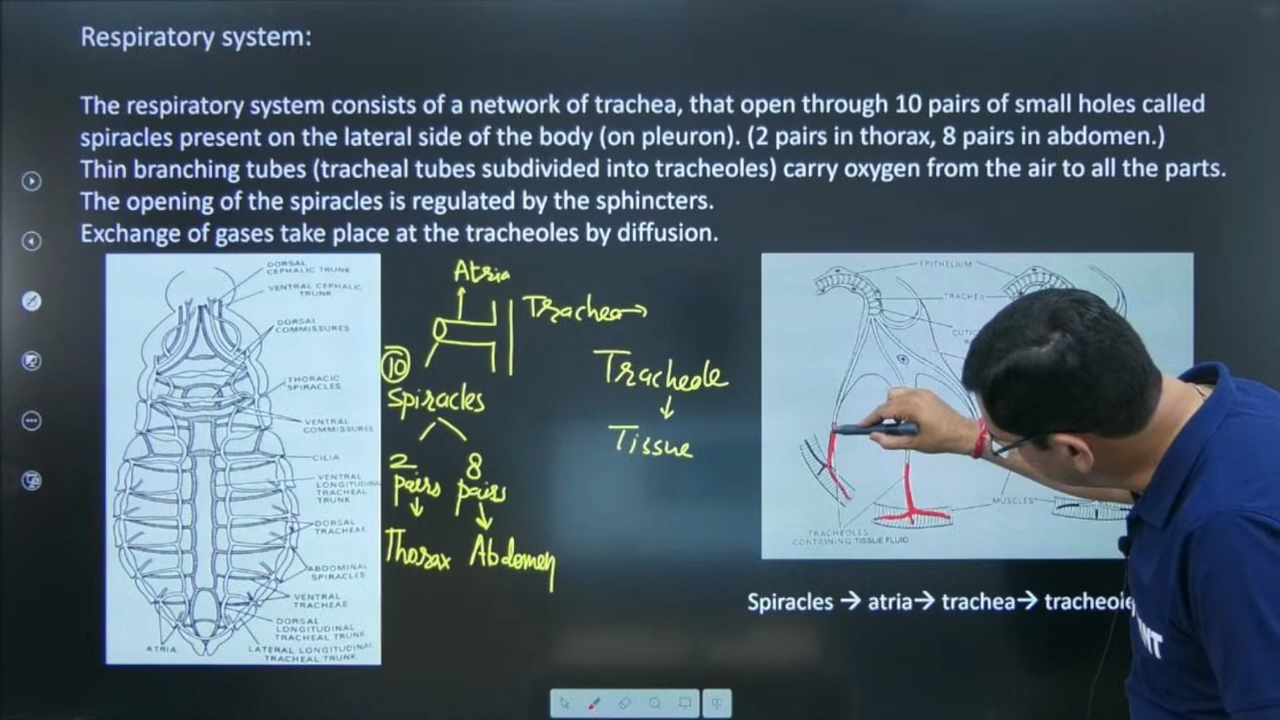 Respiratory system:
The respiratory system consists of a network of trachea, that open through 10 pairs of small holes called
spiracles present on the lateral side of the body (on pleuron). (2 pairs in thorax, 8 pairs in abdomen.)
Thin branching tubes (tracheal tubes subdivided into tracheoles) carry oxygen from the air to all the parts.
The opening of the spiracles is regulated by the sphincters.
Exchange of gases take place at the tracheoles by diffusion.
DORSAL
CEPHALIC TRUNK
VENTRAL CEPHALIC
TRUNK
DORSAL
COMMISSURES
THORACIC
SPIRACLES
VENTRAL
COMMISSURES
CILIA
VENTRAL
LONGITUDINAL
TRACHEAL
TRUNK
DORSAL
TRACHEAE
ABDOMINAL
SPIRACLES
VENTRAL
TRACHEAE
DORSAL
LONGITUDINAL
TRACHEAL TRUNK
ATRIA
LATERAL LONGITUDINAL
TRACHEAL TRUNK
Atria
Trachea
10
Spiracles
2 8
pairs pairs
Thorax Abdomen
Tracheole
↓
Tissue
EPITHELIUM
TRACHEA
MUSCLES
TRACHEOLES
CONTAINING TISSUE FLUID
Spiracles → atria→ trachea→
NT